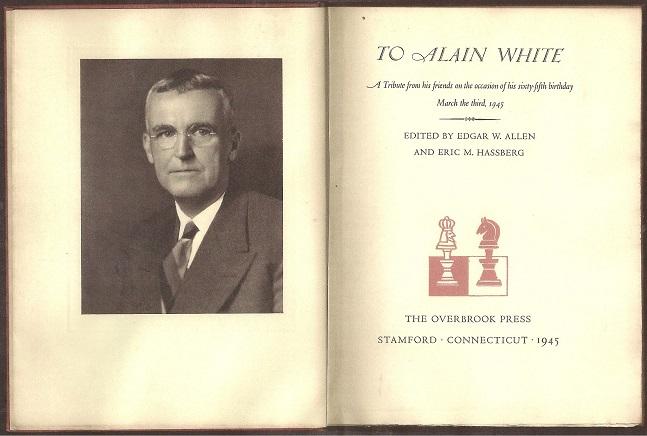 TO ALAIN WHITE
A Tribute from his friends on the occasion of his sixty-fifth birthday
March the third, 1945
EDITED BY EDGAR W. ALLEN
AND ERIC M. HASSBERG
THE OVERBROOK PRESS
STAMFORD · CONNECTICUT · 1945